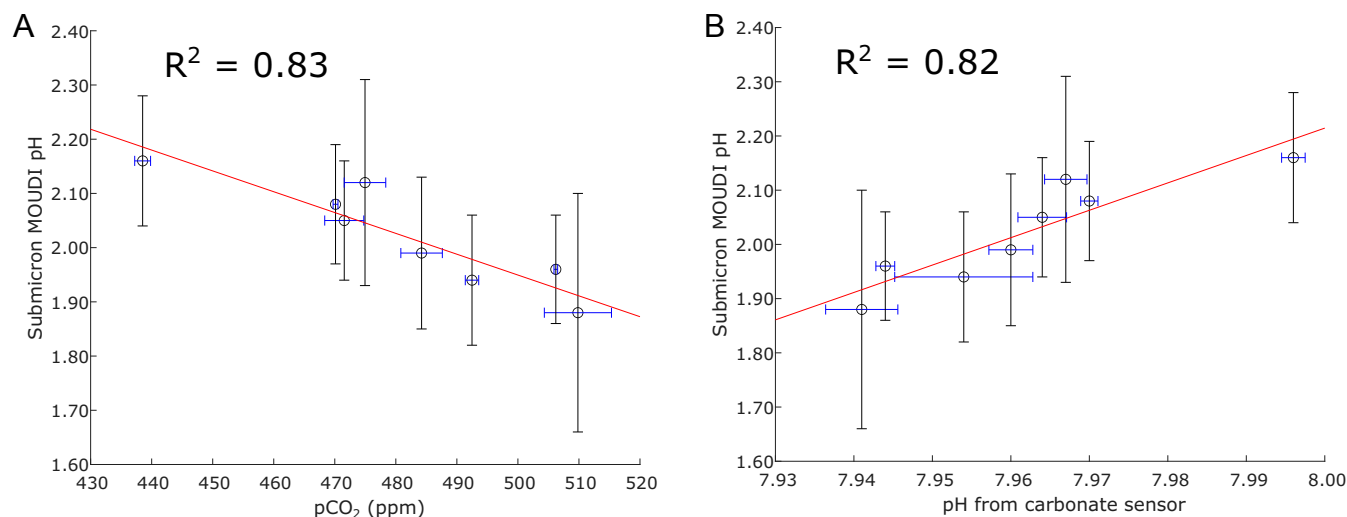 A
R² = 0.83
Submicron MOUDI pH
2.40
2.30
2.20
2.10
2.00
1.90
1.80
1.70
1.60
430 440 450 460 470 480 490 500 510 520
pCO₂ (ppm)
B
R² = 0.82
Submicron MOUDI pH
2.40
2.30
2.20
2.10
2.00
1.90
1.80
1.70
1.60
7.93 7.94 7.95 7.96 7.97 7.98 7.99 8.00
pH from carbonate sensor